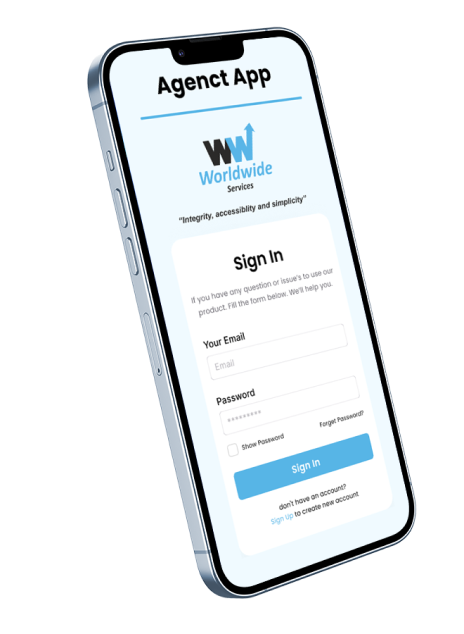 Agenct App
WW
Worldwide
Services
“Integrity, accessiblity and simplicity”
Sign In
If you have any question or issue's to use our
product. Fill the form below. We'll help you.
Your Email
Email
Password
*********
Show Password
Forget Password?
Sign In
don't have an account?
Sign Up to create new account